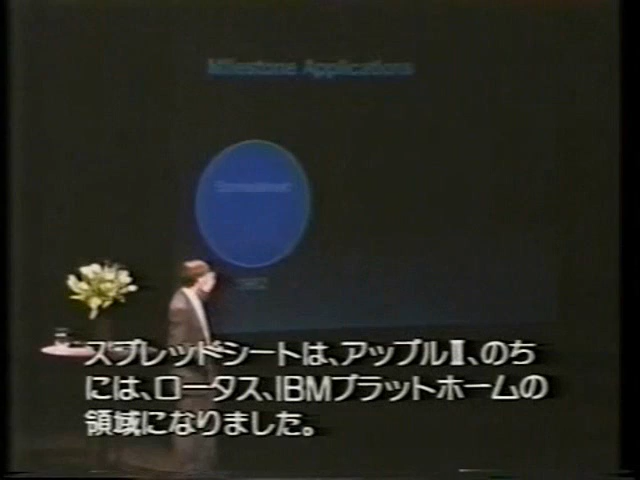 Milestone Applications
Spreadsheet
スプレッドシートは、アップルⅡ、のち
には、ロータス、IBMプラットホームの
領域になりました。